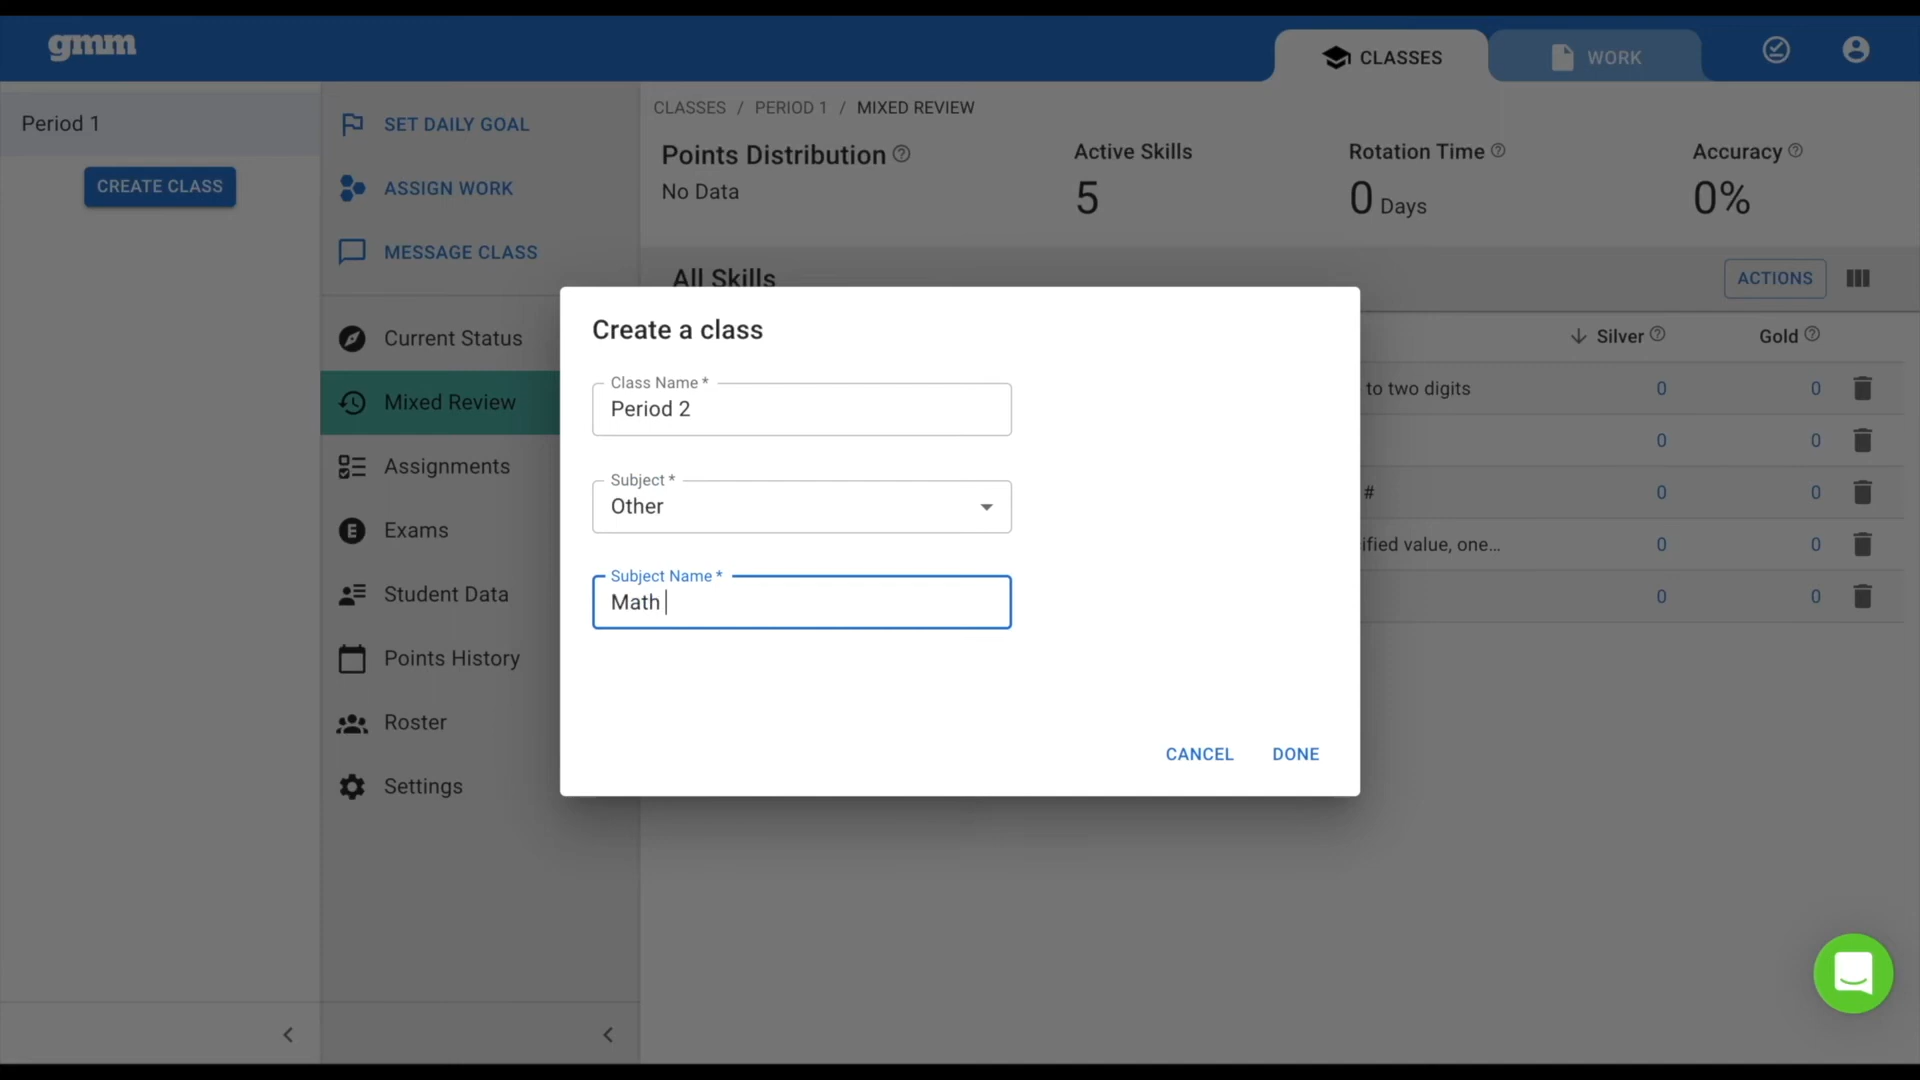 gmm
CLASSES
WORK
Period 1
CREATE CLASS
SET DAILY GOAL
ASSIGN WORK
MESSAGE CLASS
Current Status
Mixed Review
Assignments
E Exams
Student Data
Points History
Roster
Settings
CLASSES / PERIOD 1 / MIXED REVIEW
Points Distribution ?
No Data
Active Skills
5
Rotation Time ?
0 Days
Accuracy ?
0%
All Skills
ACTIONS
Silver ? Gold ?
to two digits 0 0
0 0
# 0 0
ified value, one... 0 0
0 0
Create a class
Class Name *
Period 2
Subject *
Other
Subject Name *
Math
CANCEL DONE